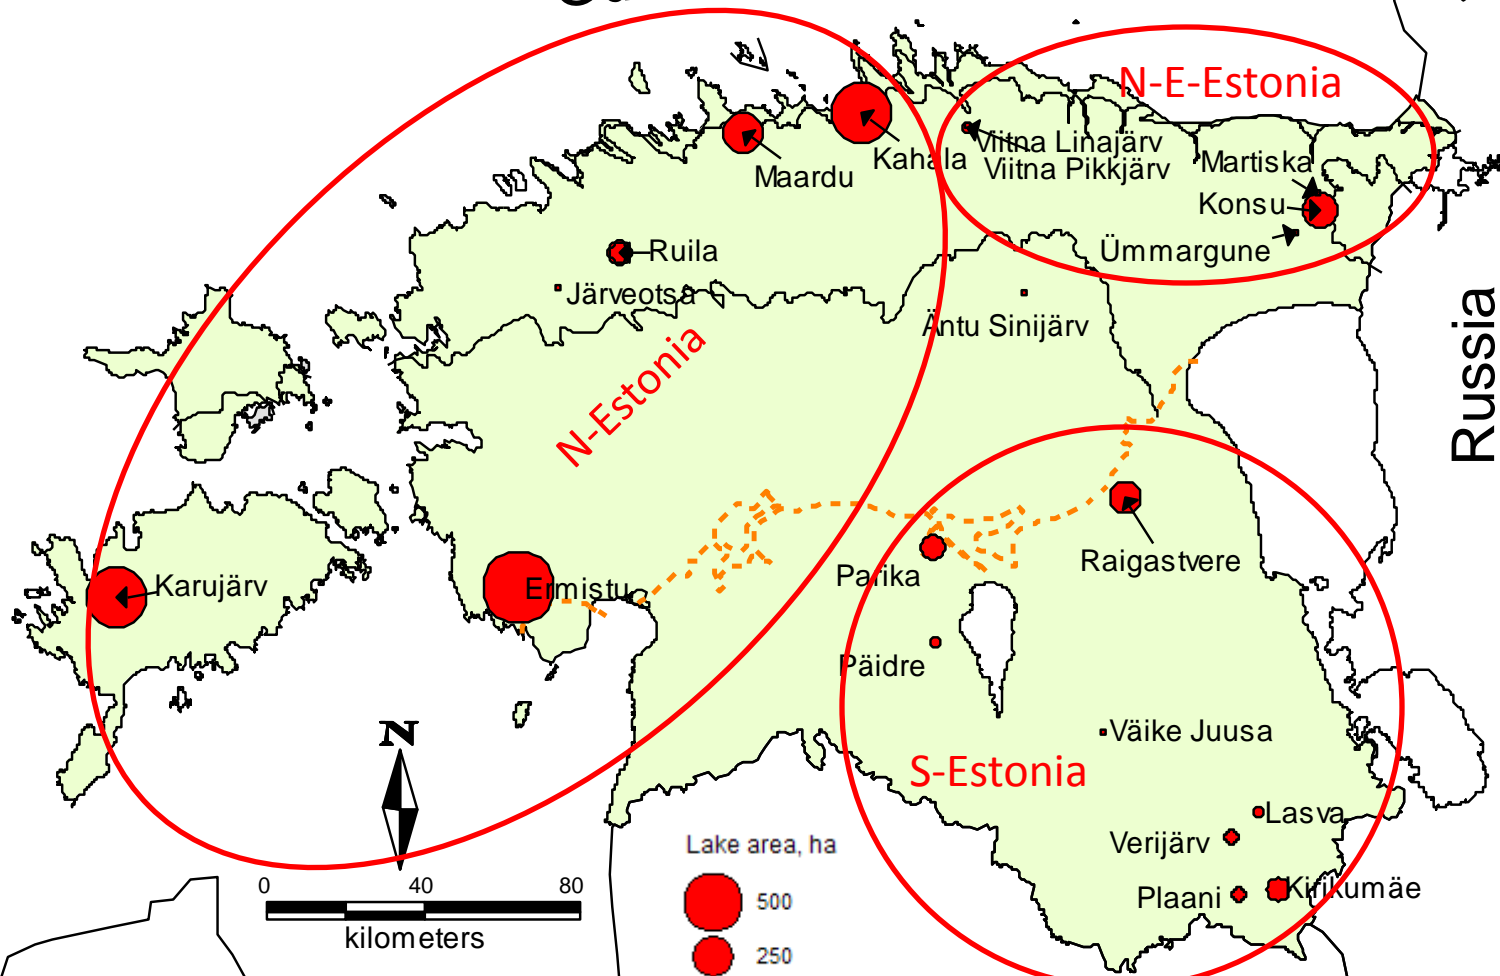 N-E-Estonia
Viitna Linajärv
Viitna Pikkjärv
Martiska
Konsu
Ümmargune
Kahala
Maardu
Ruila
Järveotsa
Äntu Sinijärv
Russia
N-Estonia
Karujärv
Ermistu
Parika
Raigastvere
Päidre
Väike Juusa
S-Estonia
Lasva
Verijärv
Plaani
Kirikumäe
N
0 40 80
kilometers
Lake area, ha
500
250